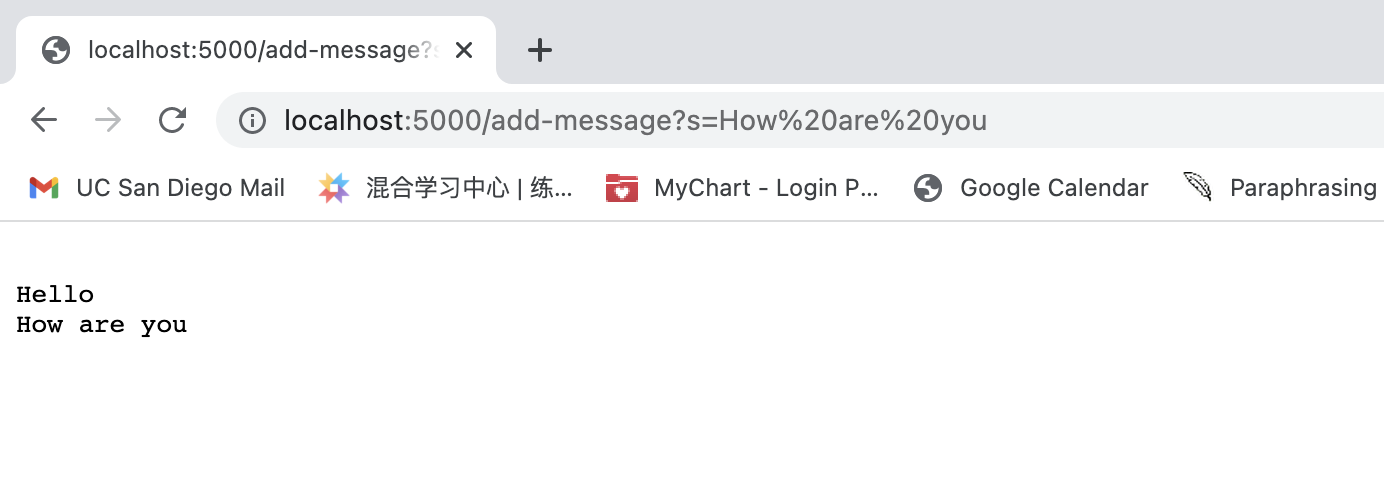 localhost:5000/add-message?s
localhost:5000/add-message?s=How%20are%20you
UC San Diego Mail 混合学习中心 | 练... MyChart - Login P... Google Calendar Paraphrasing
Hello
How are you